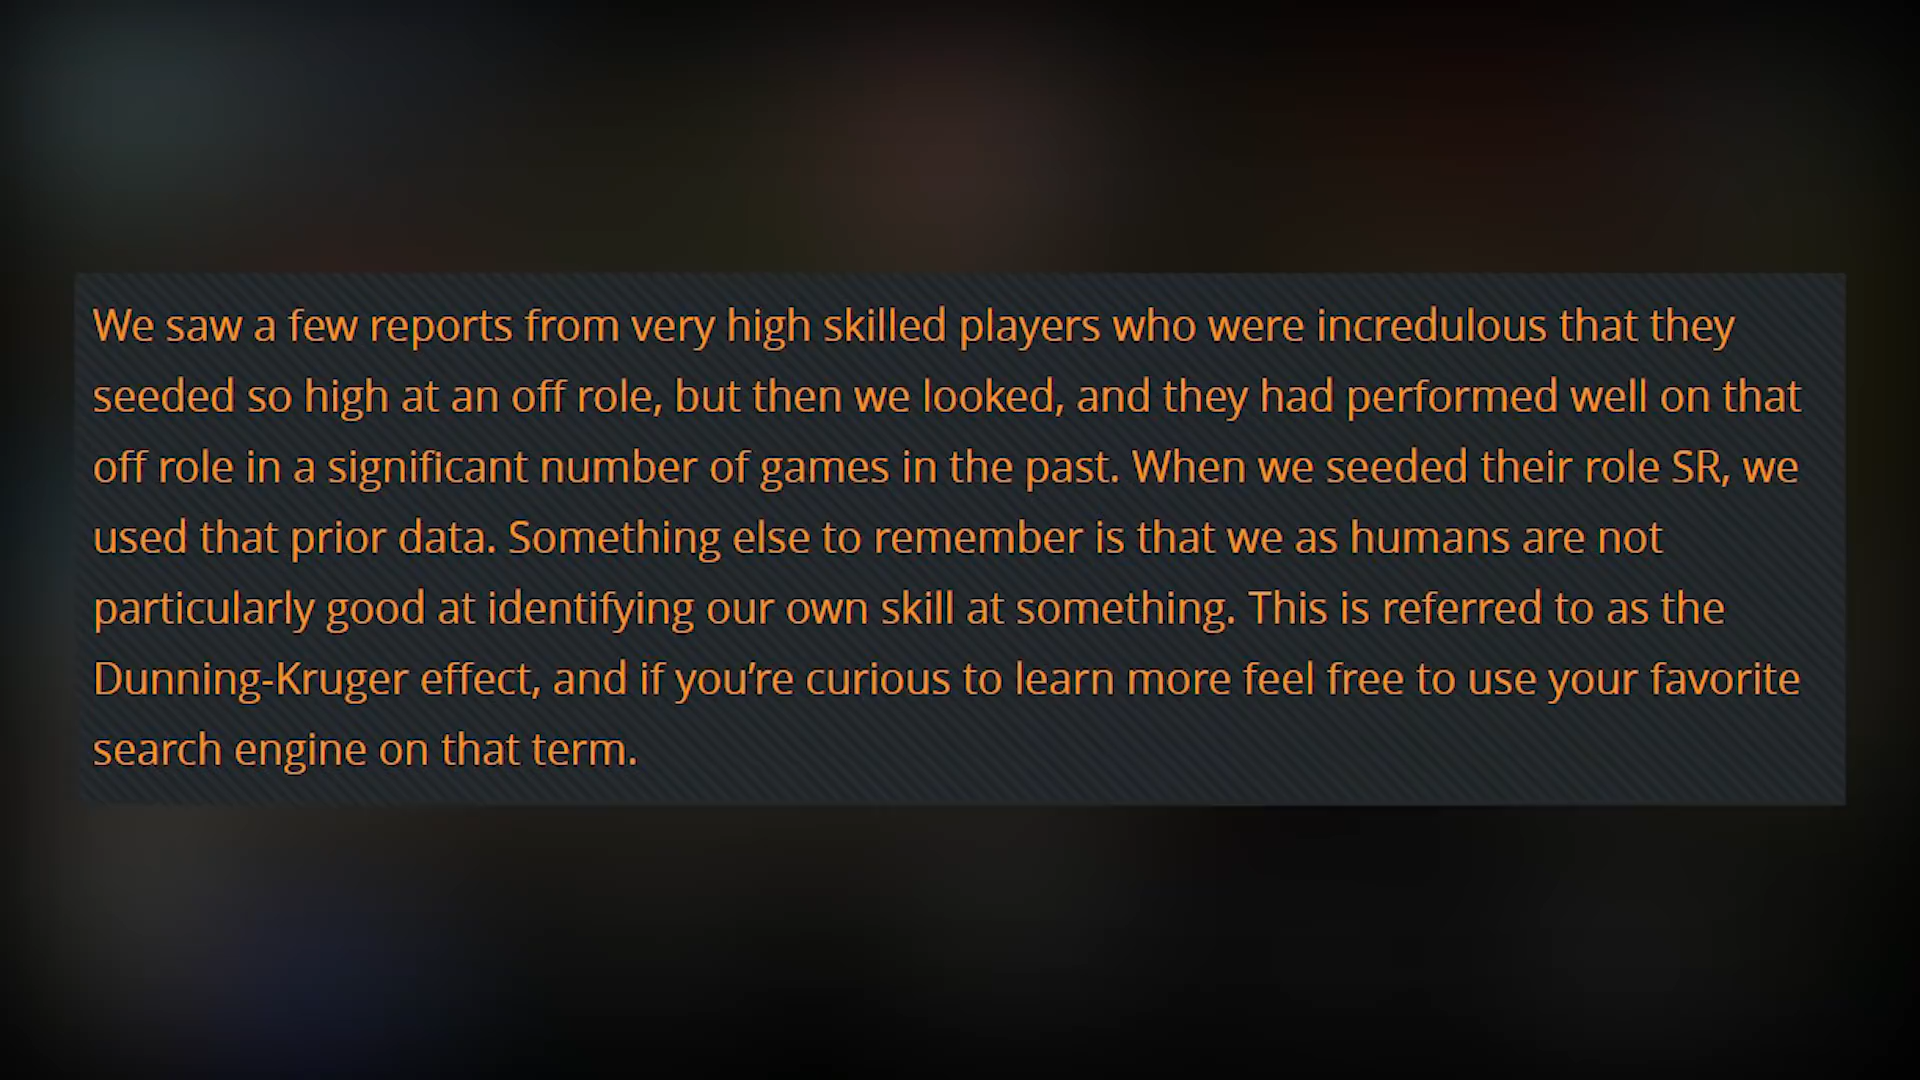 We saw a few reports from very high skilled players who were incredulous that they
seeded so high at an off role, but then we looked, and they had performed well on that
off role in a significant number of games in the past. When we seeded their role SR, we
used that prior data. Something else to remember is that we as humans are not
particularly good at identifying our own skill at something. This is referred to as the
Dunning-Kruger effect, and if you’re curious to learn more feel free to use your favorite
search engine on that term.